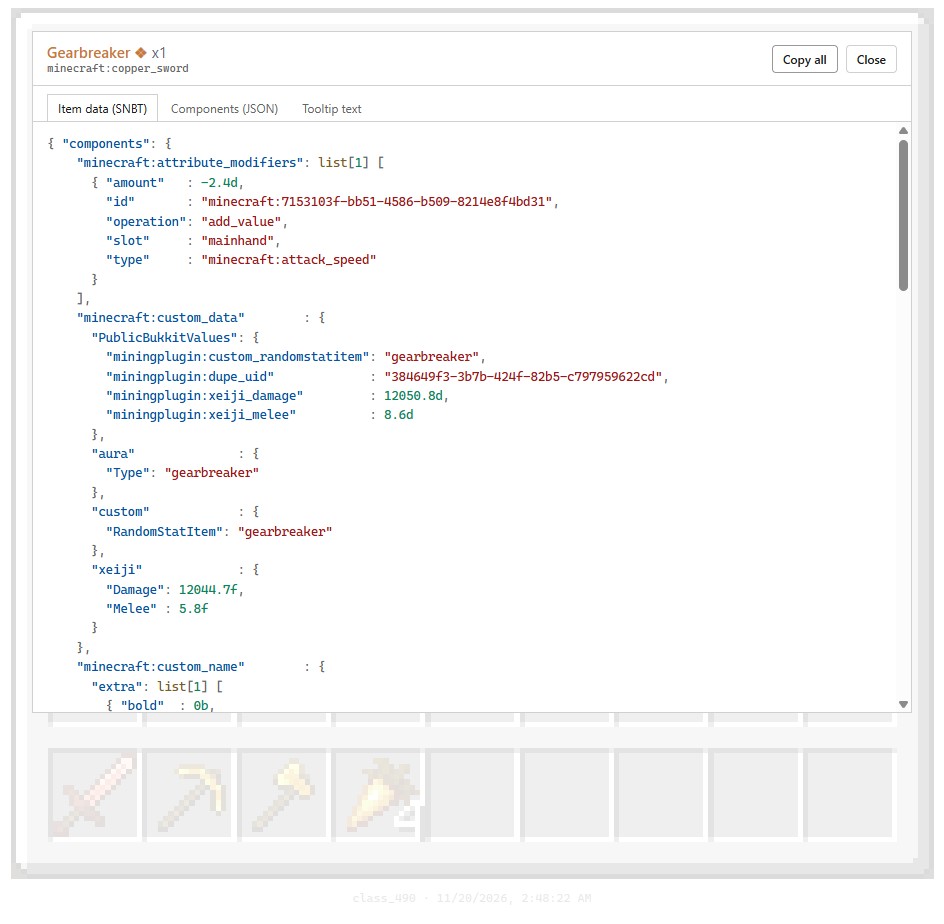 Gearbreaker ❖ x1
minecraft:copper_sword
Copy all
Close
Item data (SNBT)
Components (JSON)
Tooltip text
{ "components": {
"minecraft:attribute_modifiers": list[1] [
{ "amount" : -2.4d,
"id" : "minecraft:7153103f-bb51-4586-b509-8214e8f4bd31",
"operation": "add_value",
"slot" : "mainhand",
"type" : "minecraft:attack_speed"
}
],
"minecraft:custom_data" : {
"PublicBukkitValues": {
"miningplugin:custom_randomstatitem": "gearbreaker",
"miningplugin:dupe_uid" : "384649f3-3b7b-424f-82b5-c797959622cd",
"miningplugin:xeiji_damage" : 12050.8d,
"miningplugin:xeiji_melee" : 8.6d
},
"aura" : {
"Type": "gearbreaker"
},
"custom" : {
"RandomStatItem": "gearbreaker"
},
"xeiji" : {
"Damage": 12044.7f,
"Melee" : 5.8f
}
},
"minecraft:custom_name" : {
"extra": list[1] [
{ "bold" : 0b,
class_490 · 11/20/2026, 2:48:22 AM